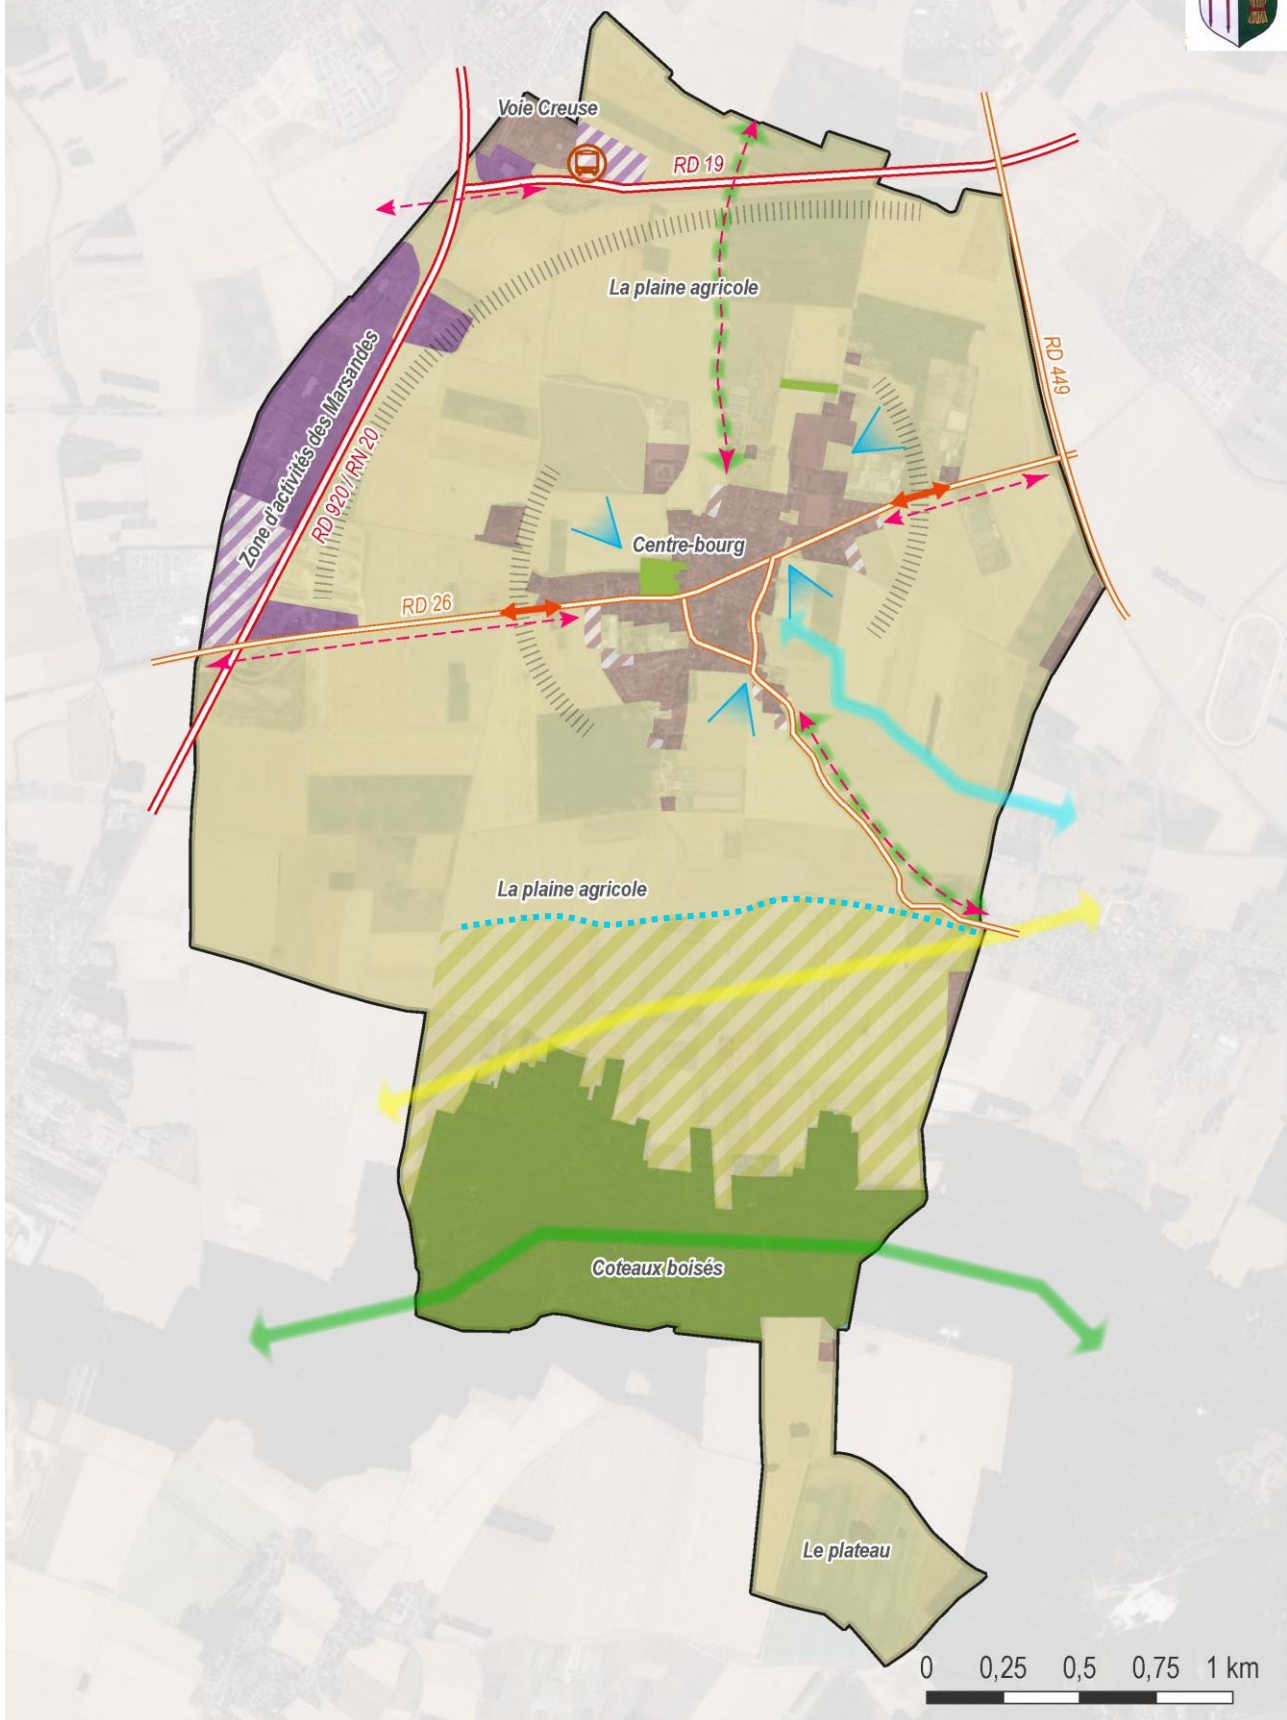 Voie Creuse
RD 19
La plaine agricole
RD 449
Zone d'activités des Marsandes
RD 920 / RN 20
Centre-bourg
RD 26
La plaine agricole
Coteaux boisés
Le plateau
0 0,25 0,5 0,75 1 km